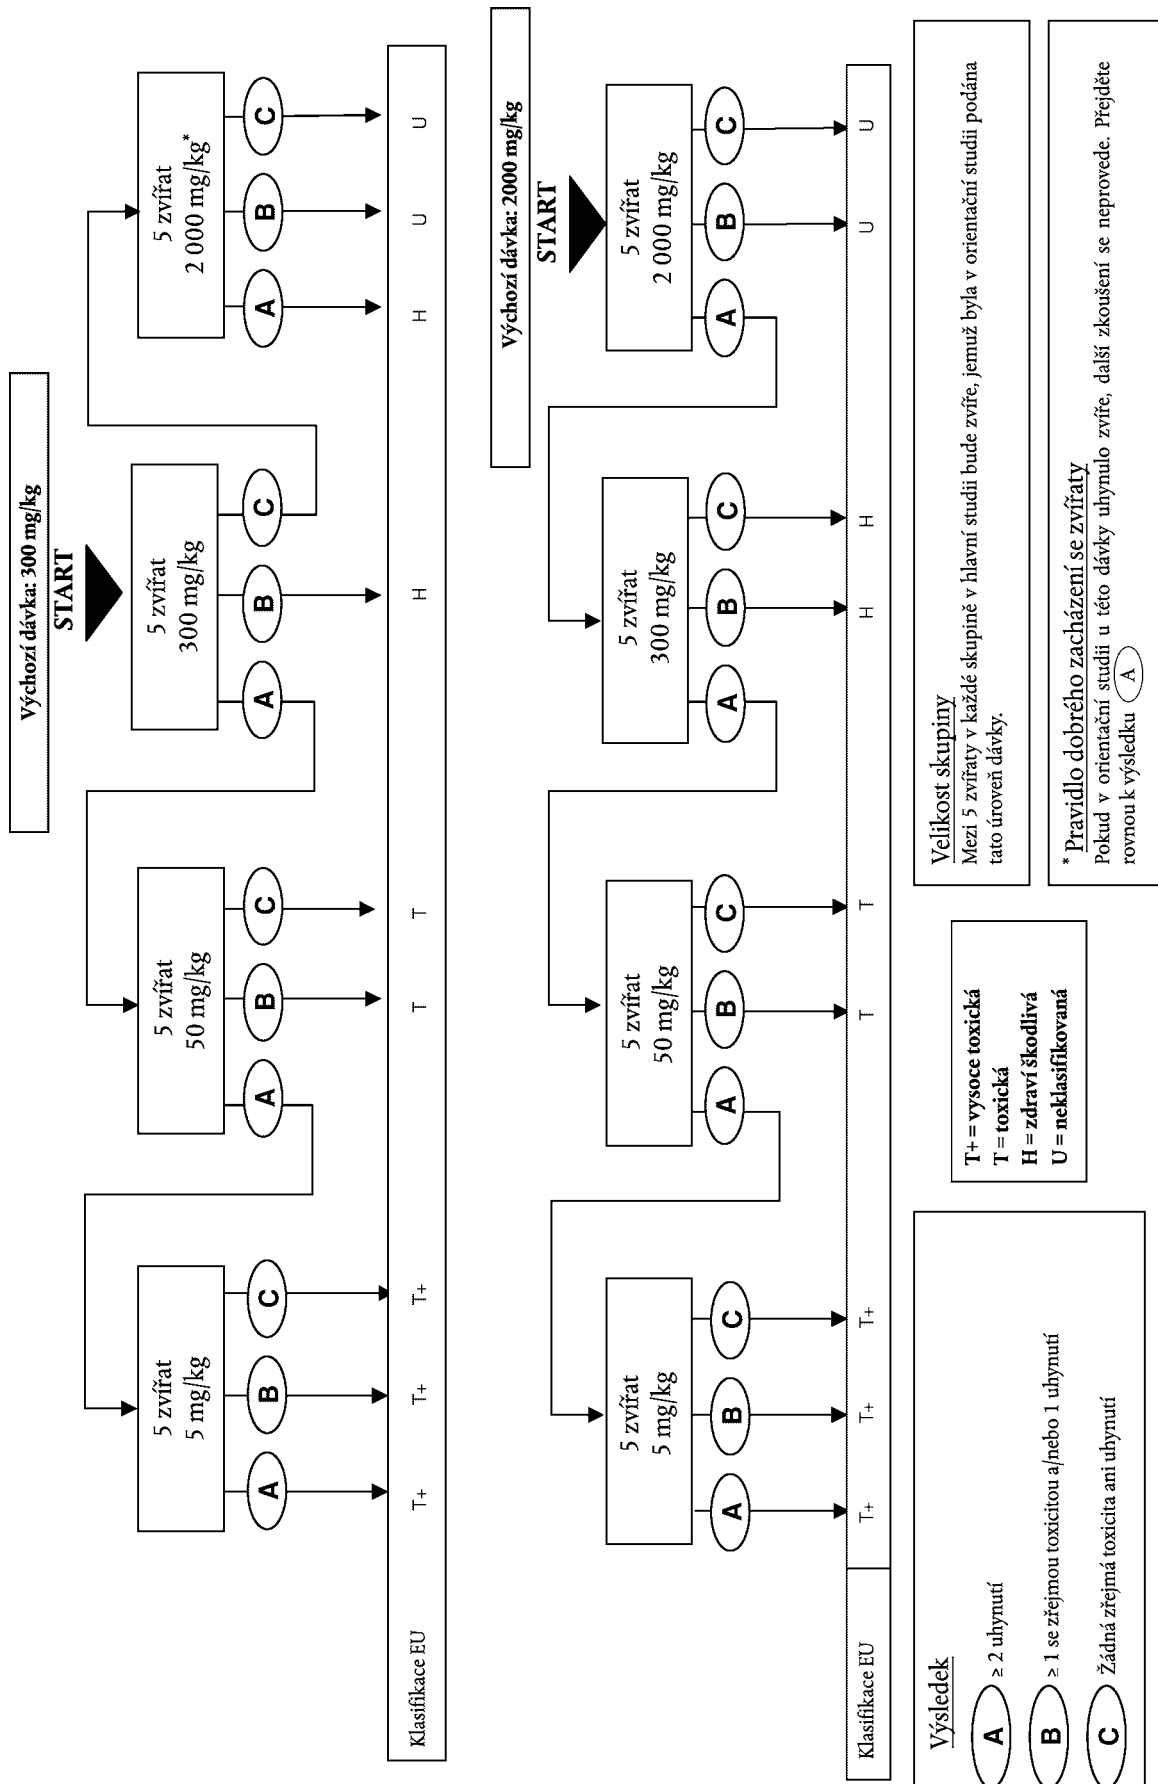 Výchozí dávka: 300 mg/kg
START
5 zvířat
5 mg/kg
5 zvířat
50 mg/kg
5 zvířat
300 mg/kg
5 zvířat
2 000 mg/kg*
A
B
C
A
B
C
A
B
C
A
B
C
Klasifikace EU
T+
T+
T+
T
T
H
H
U
U
Výchozí dávka: 2000 mg/kg
START
5 zvířat
5 mg/kg
5 zvířat
50 mg/kg
5 zvířat
300 mg/kg
5 zvířat
2 000 mg/kg
A
B
C
A
B
C
A
B
C
A
B
C
Klasifikace EU
T+
T+
T+
T
T
H
H
U
U
Výsledek
A ≥ 2 uhynutí
B ≥ 1 se zřejmou toxicitou a/nebo 1 uhynutí
C Žádná zřejmá toxicita ani uhynutí
T+ = vysoce toxická
T = toxická
H = zdraví škodlivá
U = neklasifikovaná
Velikost skupiny
Mezi 5 zvířaty v každé skupině v hlavní studii bude zvíře, jemuž byla v orientační studii podána
tato úroveň dávky.
* Pravidlo dobrého zacházení se zvířaty
Pokud v orientační studii u této dávky uhynulo zvíře, další zkoušení se neprovede. Přejděte
rovnou k výsledku A